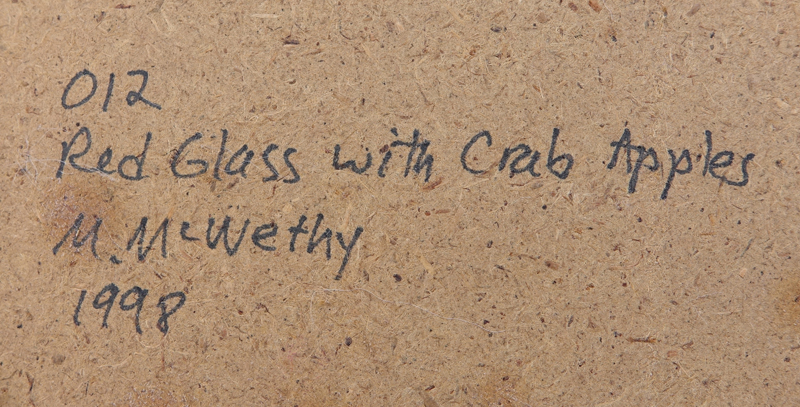 012
Red Glass with Crab Apples
M. McWethy
1998